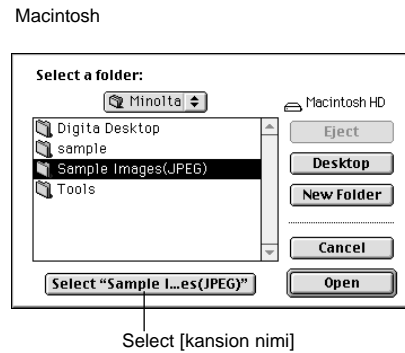 Macintosh
Select a folder:
Minolta
Macintosh HD
Digita Desktop
sample
Sample Images(JPEG)
Tools
Eject
Desktop
New Folder
Cancel
Open
Select “Sample I...es(JPEG)”
Select [kansion nimi]